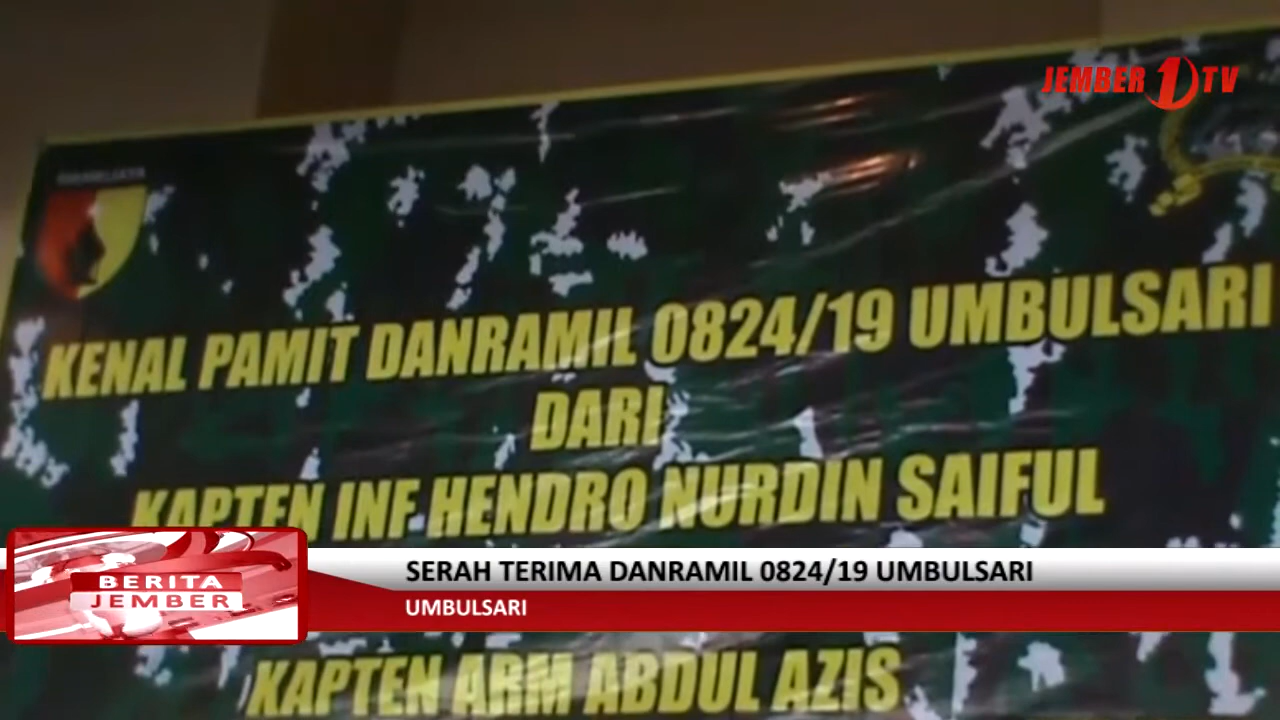 JEMBER 1 TV
KENAL PAMIT DANRAMIL 0824/19 UMBULSARI
DARI
KAPTEN INF HENDRO NURDIN SAIFUL
BERITA
JEMBER
SERAH TERIMA DANRAMIL 0824/19 UMBULSARI
UMBULSARI
KAPTEN ARM ABDUL AZIS